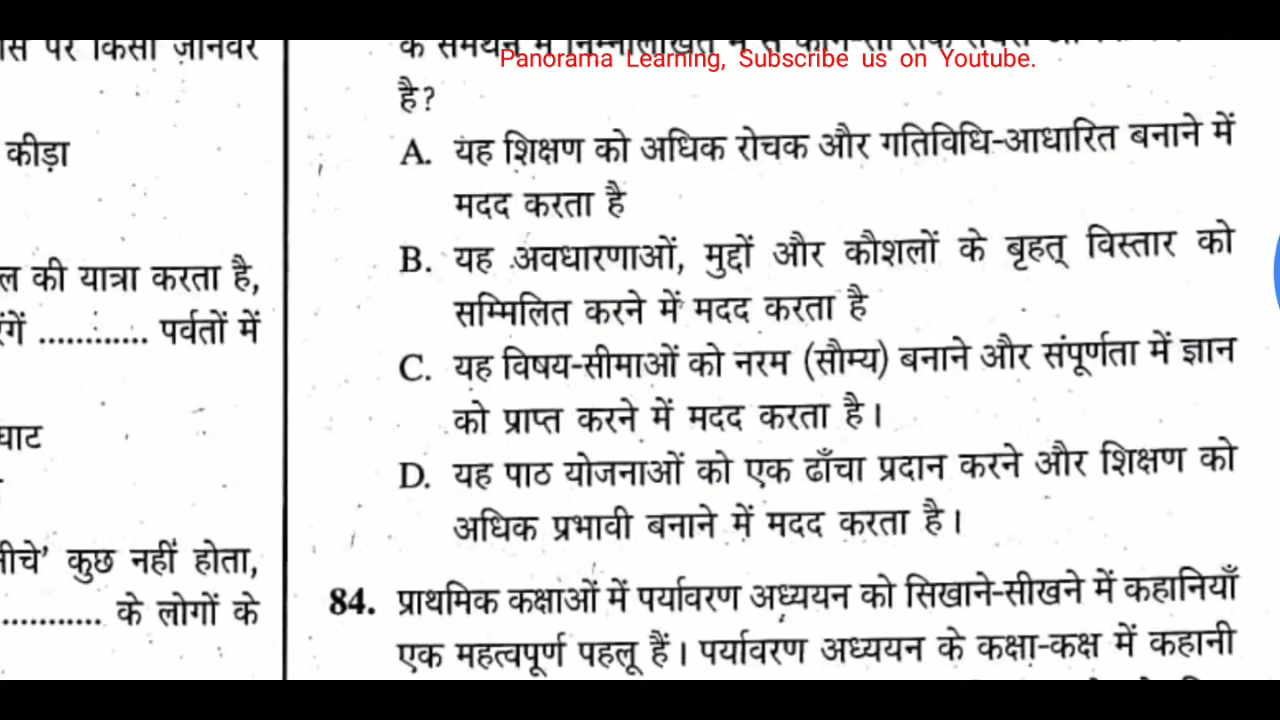 पर किसी जानवर
कीड़ा
की यात्रा करता है,
............ पर्वतों में
घाट
कुछ नहीं होता,
............ के लोगों के
Panorama Learning, Subscribe us on Youtube.
है?
A. यह शिक्षण को अधिक रोचक और गतिविधि-आधारित बनाने में
मदद करता है
B. यह अवधारणाओं, मुद्दों और कौशलों के बृहत् विस्तार को
सम्मिलित करने में मदद करता है
C. यह विषय-सीमाओं को नरम (सौम्य) बनाने और संपूर्णता में ज्ञान
को प्राप्त करने में मदद करता है।
D. यह पाठ योजनाओं को एक ढाँचा प्रदान करने और शिक्षण को
अधिक प्रभावी बनाने में मदद करता है।
84. प्राथमिक कक्षाओं में पर्यावरण अध्ययन को सिखाने-सीखने में कहानियाँ
एक महत्वपूर्ण पहलू हैं। पर्यावरण अध्ययन के कक्षा-कक्ष में कहानी